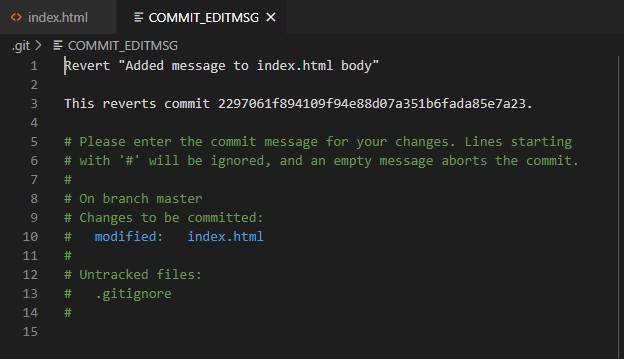 <> index.html
COMMIT_EDITMSG ×
.git > COMMIT_EDITMSG
1 Revert "Added message to index.html body"
2
3 This reverts commit 2297061f894109f94e88d07a351b6fada85e7a23.
4
5 # Please enter the commit message for your changes. Lines starting
6 # with '#' will be ignored, and an empty message aborts the commit.
7 #
8 # On branch master
9 # Changes to be committed:
10 #   modified:   index.html
11 #
12 # Untracked files:
13 #   .gitignore
14 #
15